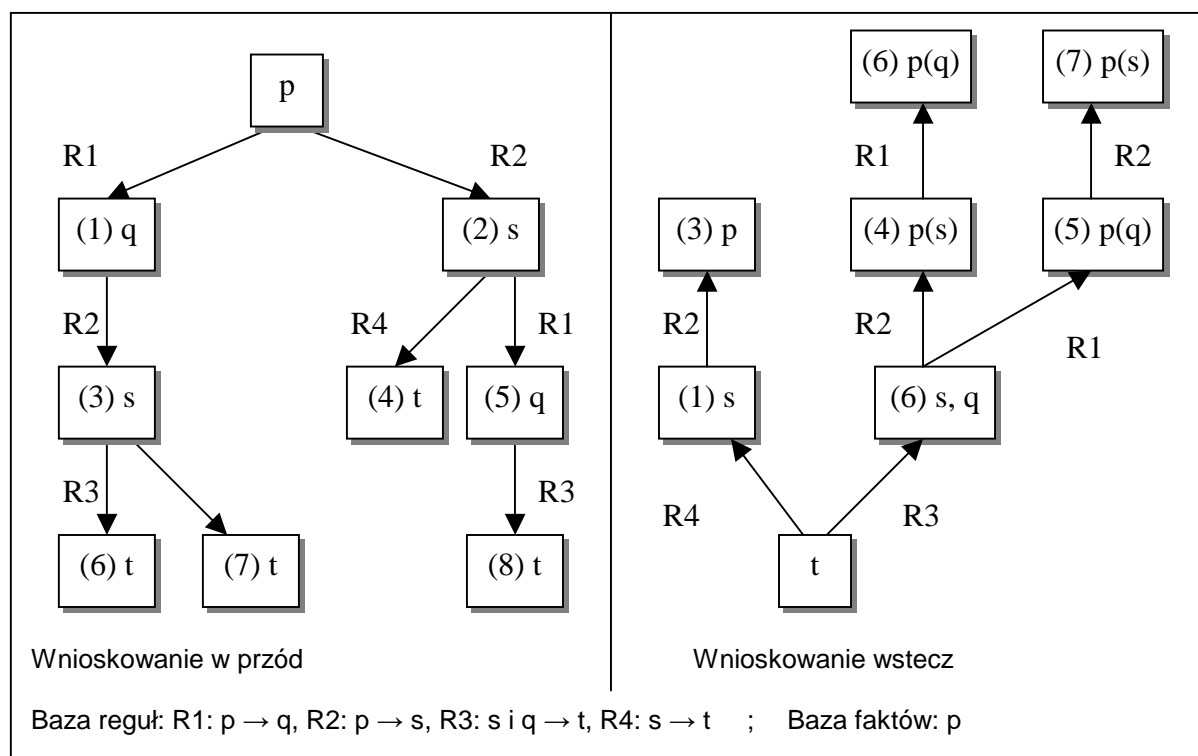 p
R1
R2
(1) q
(2) s
R2
R4
R1
(3) s
(4) t
(5) q
R3
R3
(6) t
(7) t
(8) t
Wnioskowanie w przód
(6) p(q)
(7) p(s)
R1
R2
(3) p
(4) p(s)
(5) p(q)
R2
R2
R1
(1) s
(6) s, q
R4
R3
t
Wnioskowanie wstecz
Baza reguł: R1: p → q, R2: p → s, R3: s i q → t, R4: s → t ; Baza faktów: p